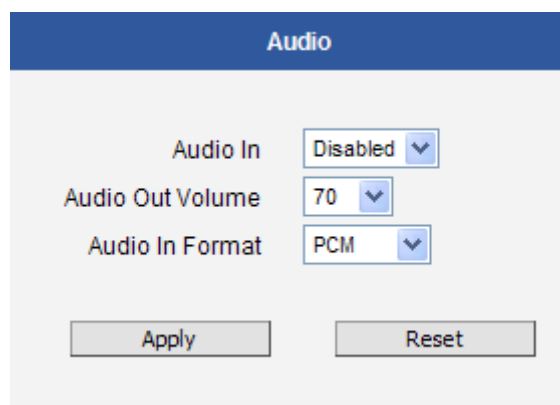 Audio
Audio In Disabled
Audio Out Volume 70
Audio In Format PCM
Apply Reset